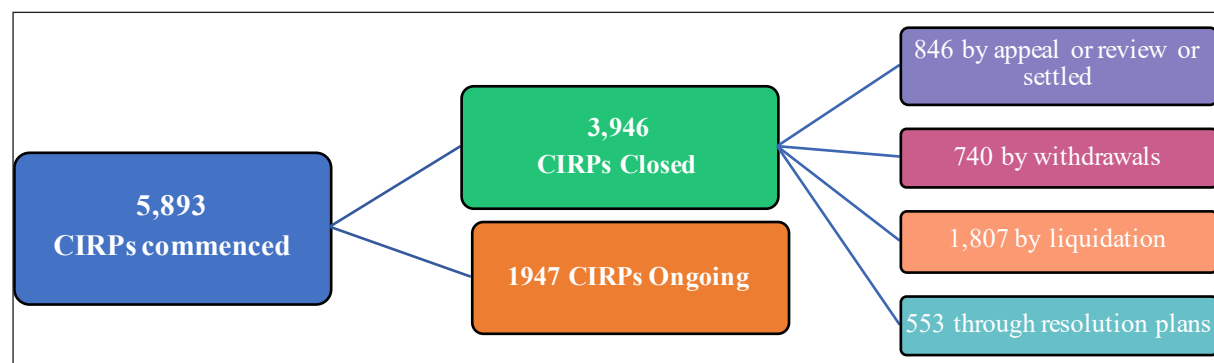 5,893
CIRPs commenced
3,946
CIRPs Closed
1947 CIRPs Ongoing
846 by appeal or review or
settled
740 by withdrawals
1,807 by liquidation
553 through resolution plans